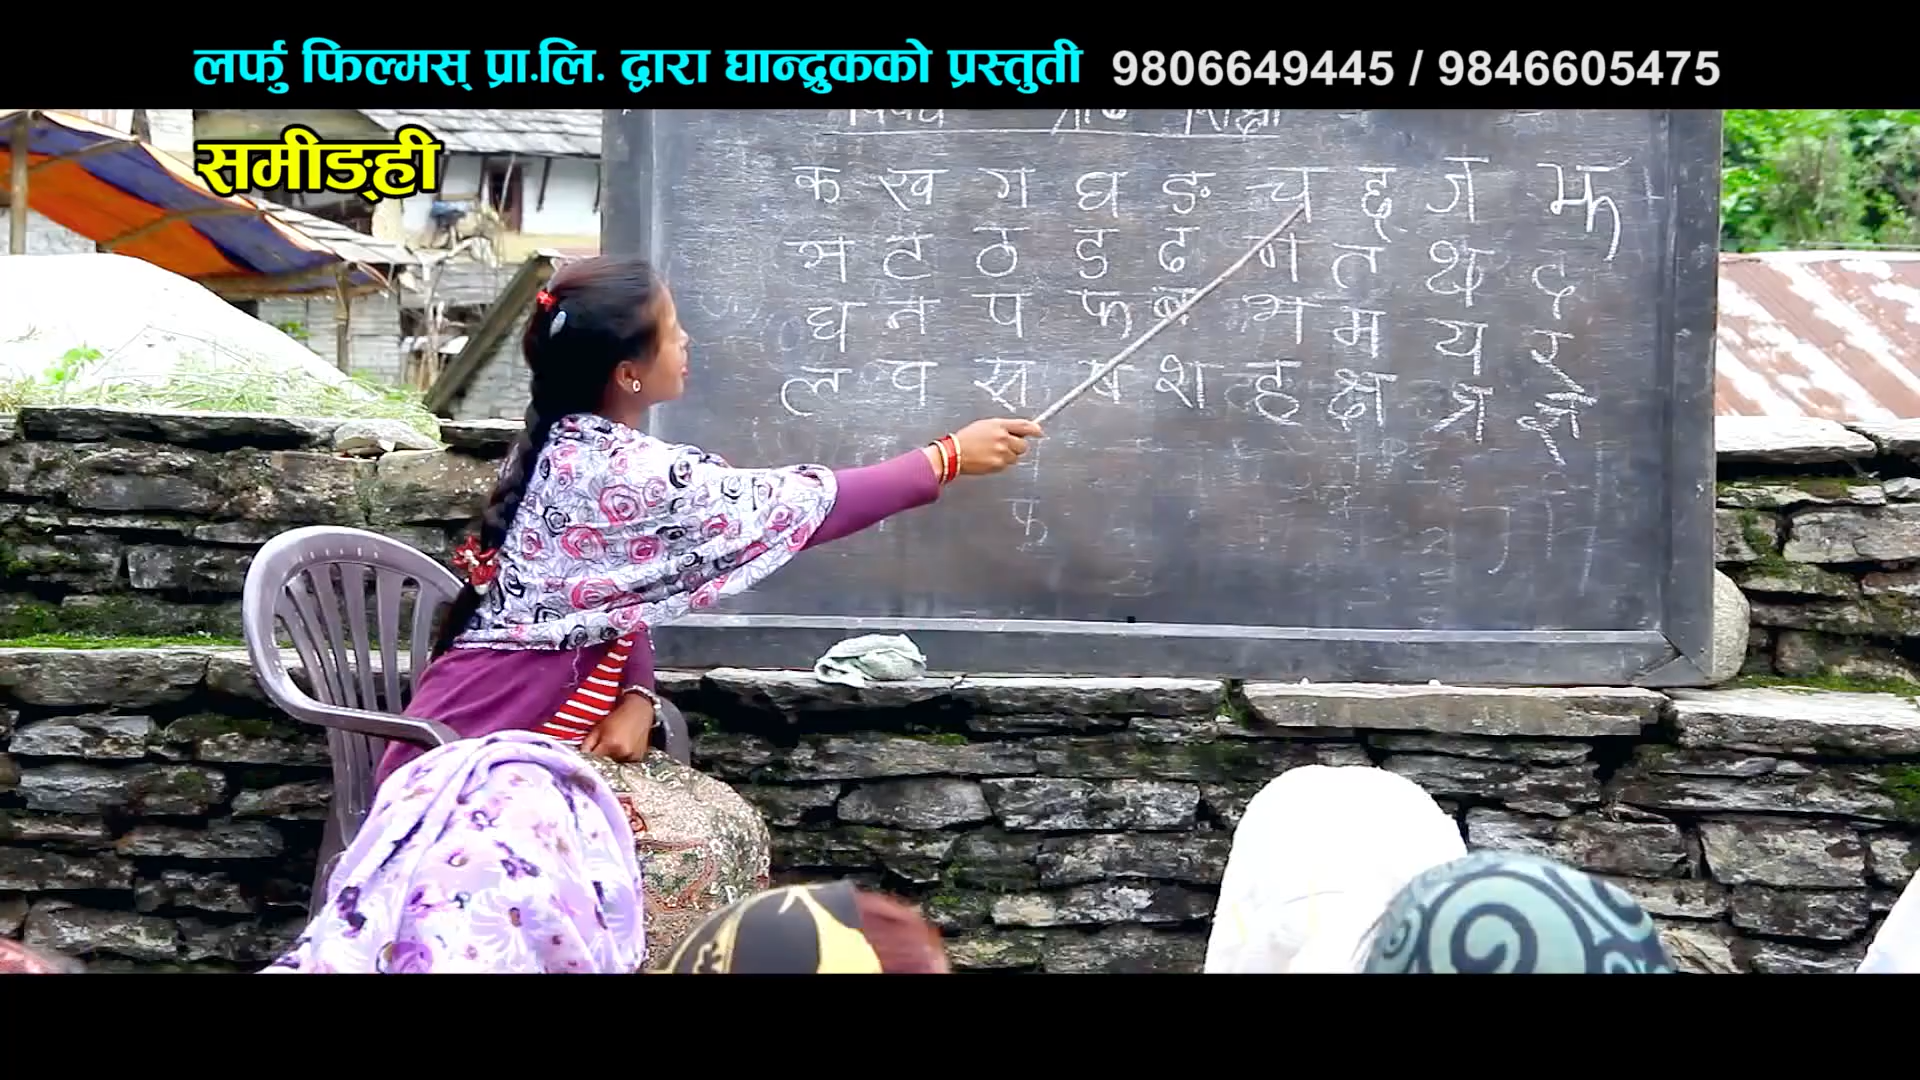 लर्फु फिल्मस् प्रा.लि. द्वारा घान्द्रुकको प्रस्तुती 9806649445 / 9846605475
समीङ्ही
क ख ग घ ङ च छ ज झ
ञ ट ठ ड ढ ण त थ द
ध न प फ ब भ म य र
ल व स ष श ह क्ष त्र ज्ञ